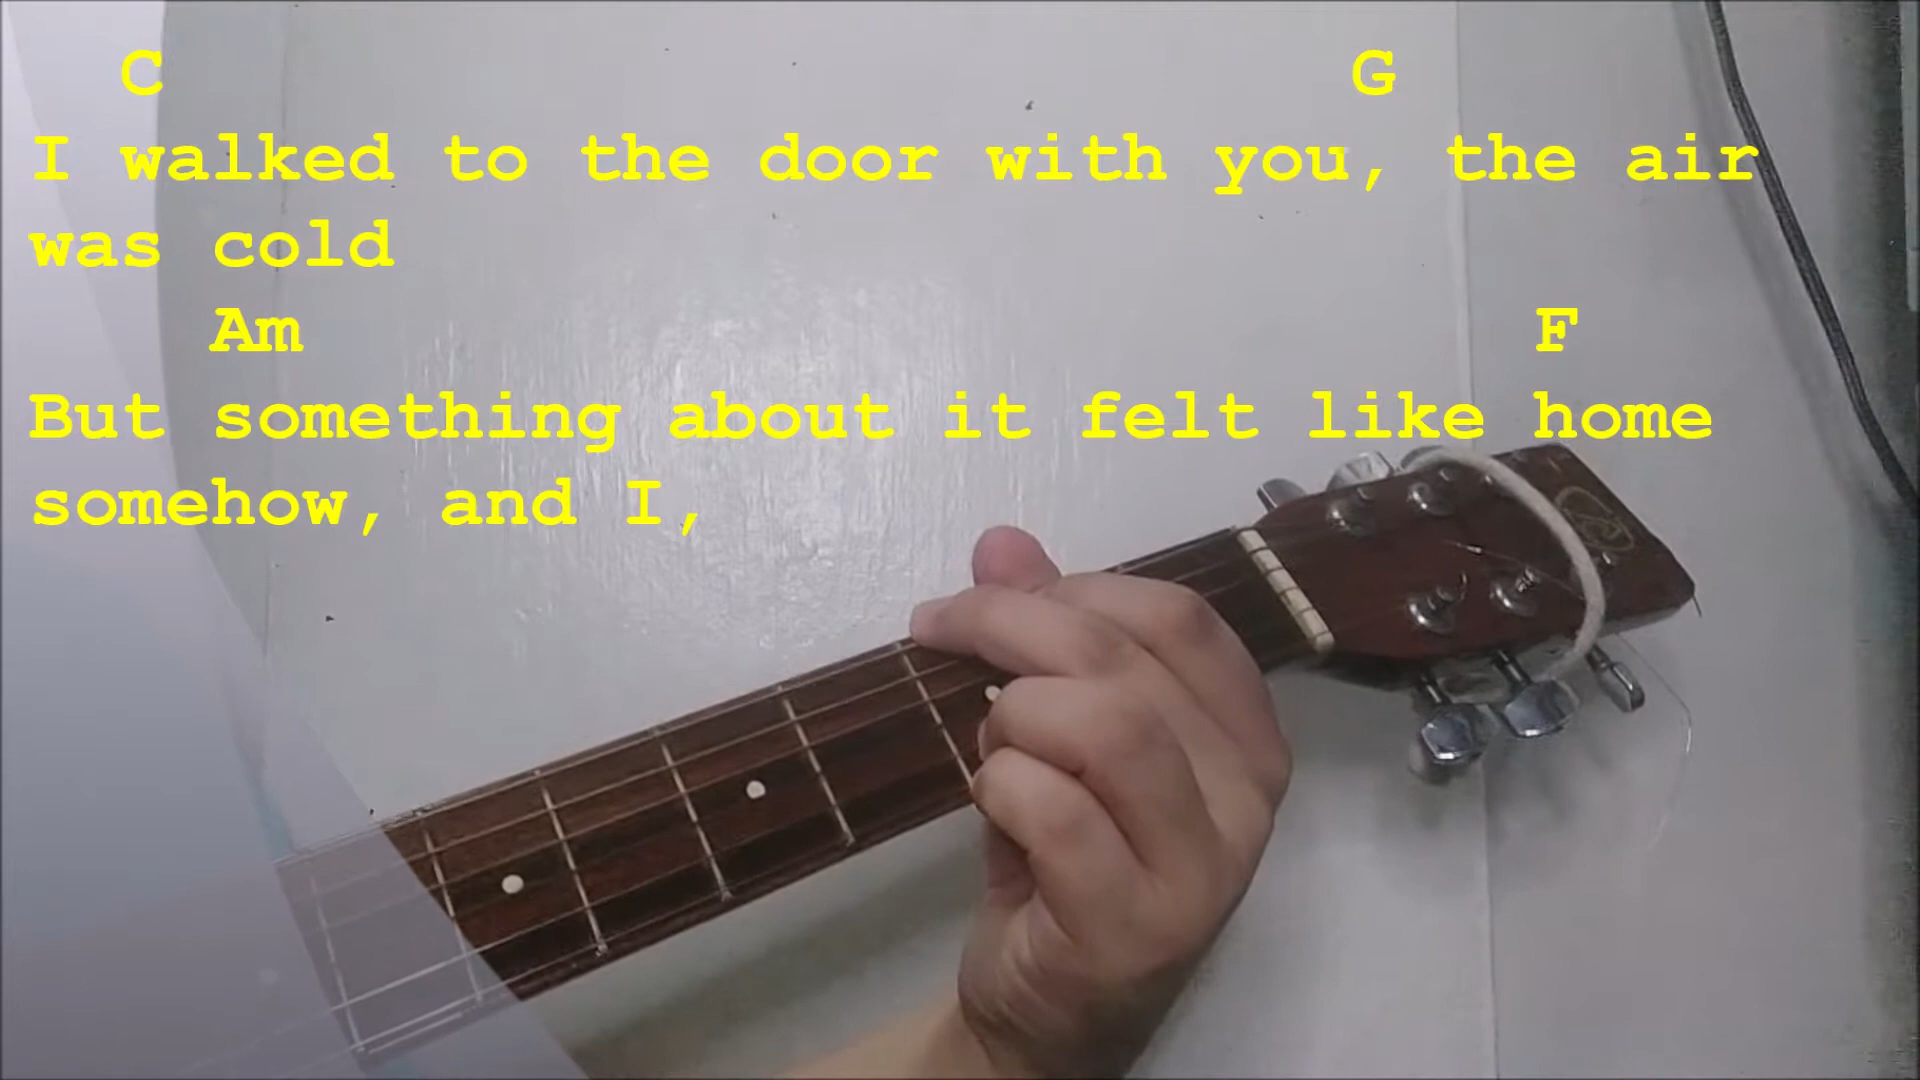 C G
I walked to the door with you, the air
was cold
Am F
But something about it felt like home
somehow, and I,